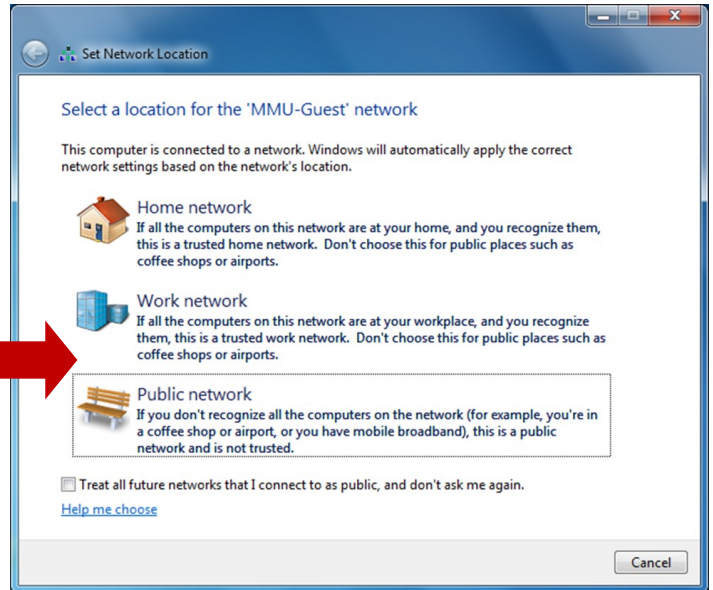 Set Network Location
Select a location for the 'MMU-Guest' network
This computer is connected to a network. Windows will automatically apply the correct
network settings based on the network's location.
Home network
If all the computers on this network are at your home, and you recognize them,
this is a trusted home network.  Don't choose this for public places such as
coffee shops or airports.
Work network
If all the computers on this network are at your workplace, and you recognize
them, this is a trusted work network.  Don't choose this for public places such as
coffee shops or airports.
Public network
If you don't recognize all the computers on the network (for example, you're in
a coffee shop or airport, or you have mobile broadband), this is a public
network and is not trusted.
Treat all future networks that I connect to as public, and don't ask me again.
Help me choose
Cancel